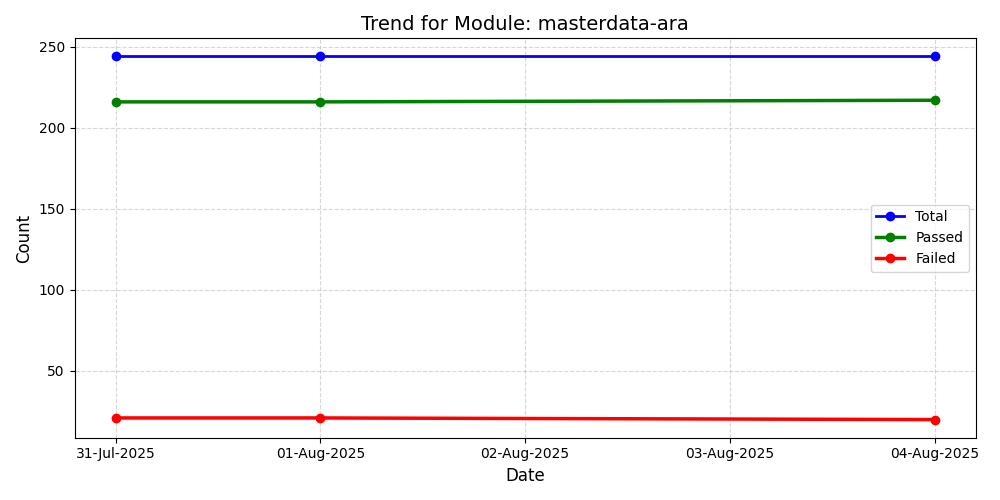 Trend for Module: masterdata-ara
250
200
150
100
50
Count
Total
Passed
Failed
31-Jul-2025
01-Aug-2025
02-Aug-2025
03-Aug-2025
04-Aug-2025
Date